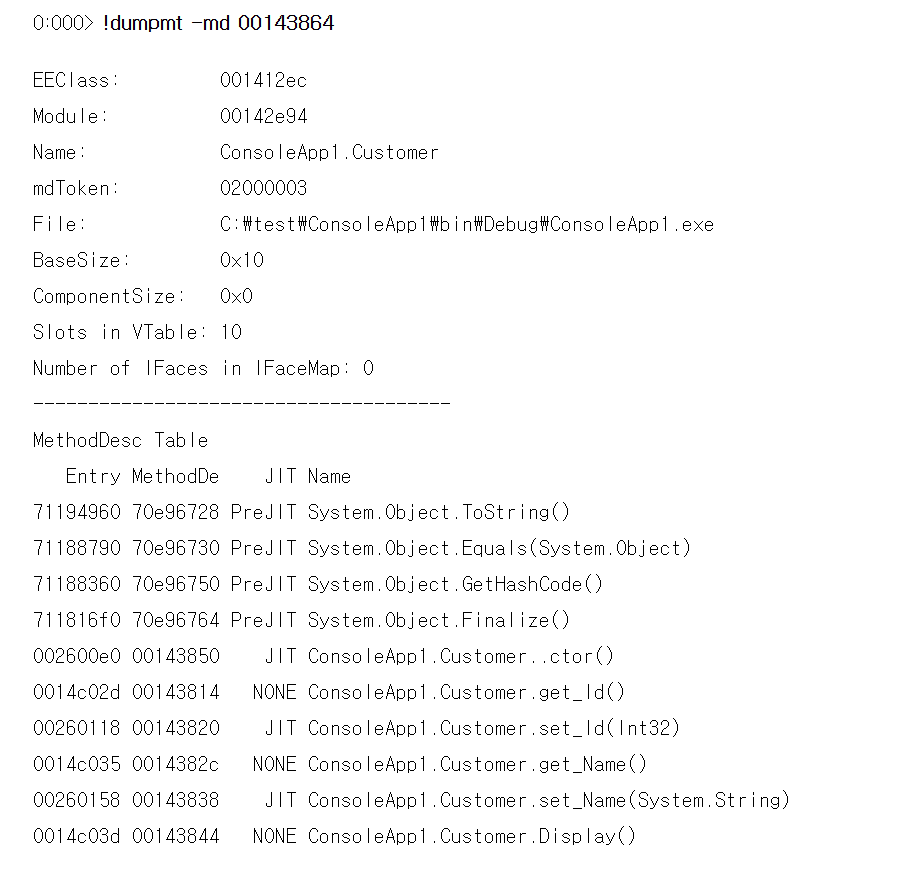 0:000> !dumpmt -md 00143864
EEClass:         001412ec
Module:          00142e94
Name:            ConsoleApp1.Customer
mdToken:         02000003
File:            C:₩test₩ConsoleApp1₩bin₩Debug₩ConsoleApp1.exe
BaseSize:        0x10
ComponentSize:   0x0
Slots in VTable: 10
Number of IFaces in IFaceMap: 0
--------------------------------------
MethodDesc Table
   Entry MethodDe    JIT Name
71194960 70e96728 PreJIT System.Object.ToString()
71188790 70e96730 PreJIT System.Object.Equals(System.Object)
71188360 70e96750 PreJIT System.Object.GetHashCode()
711816f0 70e96764 PreJIT System.Object.Finalize()
002600e0 00143850    JIT ConsoleApp1.Customer..ctor()
0014c02d 00143814   NONE ConsoleApp1.Customer.get_Id()
00260118 00143820    JIT ConsoleApp1.Customer.set_Id(Int32)
0014c035 0014382c   NONE ConsoleApp1.Customer.get_Name()
00260158 00143838    JIT ConsoleApp1.Customer.set_Name(System.String)
0014c03d 00143844   NONE ConsoleApp1.Customer.Display()